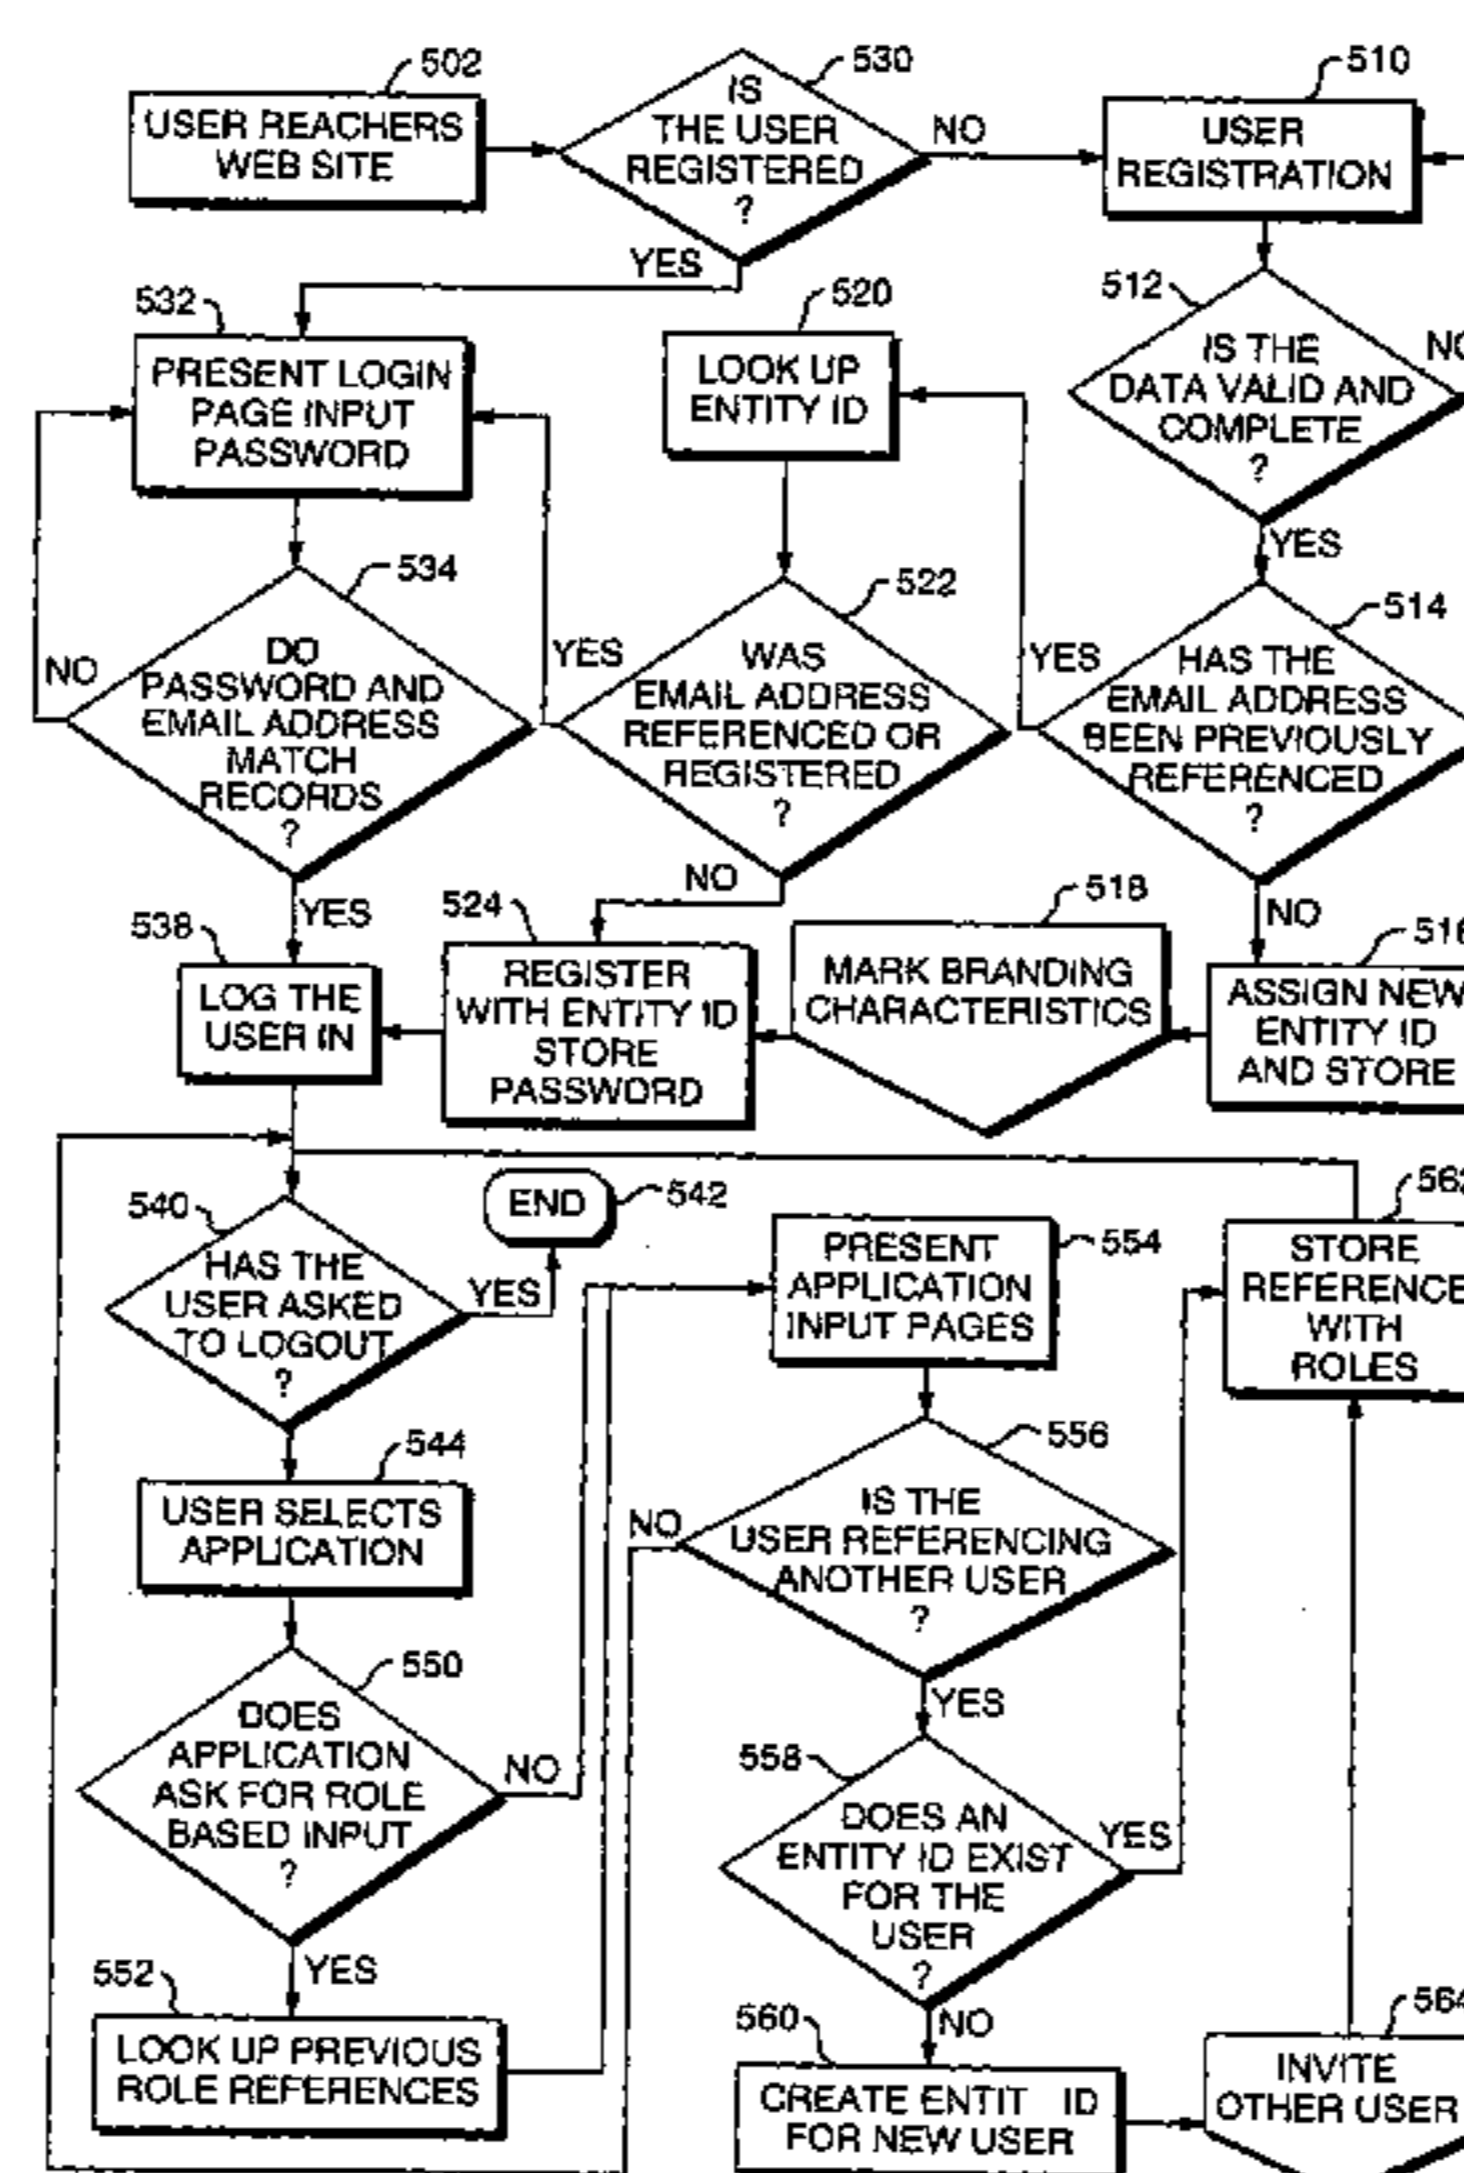 502
USER REACHERS
WEB SITE
530
IS
THE USER
REGISTERED
?
NO
YES
510
USER
REGISTRATION
532
PRESENT LOGIN
PAGE INPUT
PASSWORD
520
LOOK UP
ENTITY ID
512
IS THE
DATA VALID AND
COMPLETE
?
NO
YES
534
DO
PASSWORD AND
EMAIL ADDRESS
MATCH
RECORDS
?
NO
YES
522
WAS
EMAIL ADDRESS
REFERENCED OR
REGISTERED
?
YES
NO
514
HAS THE
EMAIL ADDRESS
BEEN PREVIOUSLY
REFERENCED
?
YES
NO
538
LOG THE
USER IN
524
REGISTER
WITH ENTITY ID
STORE
PASSWORD
518
MARK BRANDING
CHARACTERISTICS
516
ASSIGN NEW
ENTITY ID
AND STORE
540
HAS THE
USER ASKED
TO LOGOUT
?
YES
END
542
PRESENT
APPLICATION
INPUT PAGES
554
562
STORE
REFERENCE
WITH
ROLES
544
USER SELECTS
APPLICATION
556
IS THE
USER REFERENCING
ANOTHER USER
?
NO
YES
550
DOES
APPLICATION
ASK FOR ROLE
BASED INPUT
?
NO
YES
558
DOES AN
ENTITY ID EXIST
FOR THE
USER
?
YES
NO
552
LOOK UP PREVIOUS
ROLE REFERENCES
560
CREATE ENTIT ID
FOR NEW USER
564
INVITE
OTHER USER